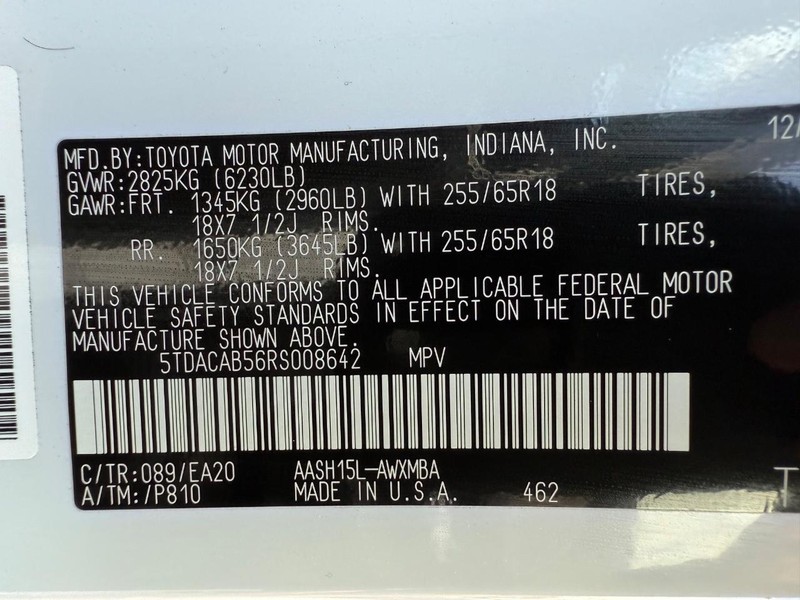 MFD.BY:TOYOTA MOTOR MANUFACTURING, INDIANA, INC. 12/
GVWR:2825KG (6230LB)
GAWR:FRT. 1345KG (2960LB) WITH 255/65R18 TIRES,
18X7 1/2J RIMS.
RR. 1650KG (3645LB) WITH 255/65R18 TIRES,
18X7 1/2J RIMS.
THIS VEHICLE CONFORMS TO ALL APPLICABLE FEDERAL MOTOR
VEHICLE SAFETY STANDARDS IN EFFECT ON THE DATE OF
MANUFACTURE SHOWN ABOVE.
5TDACAB56RS008642 MPV
C/TR:089/EA20 AASH15L-AWXMBA
A/TM:/P810 MADE IN U.S.A. 462
T